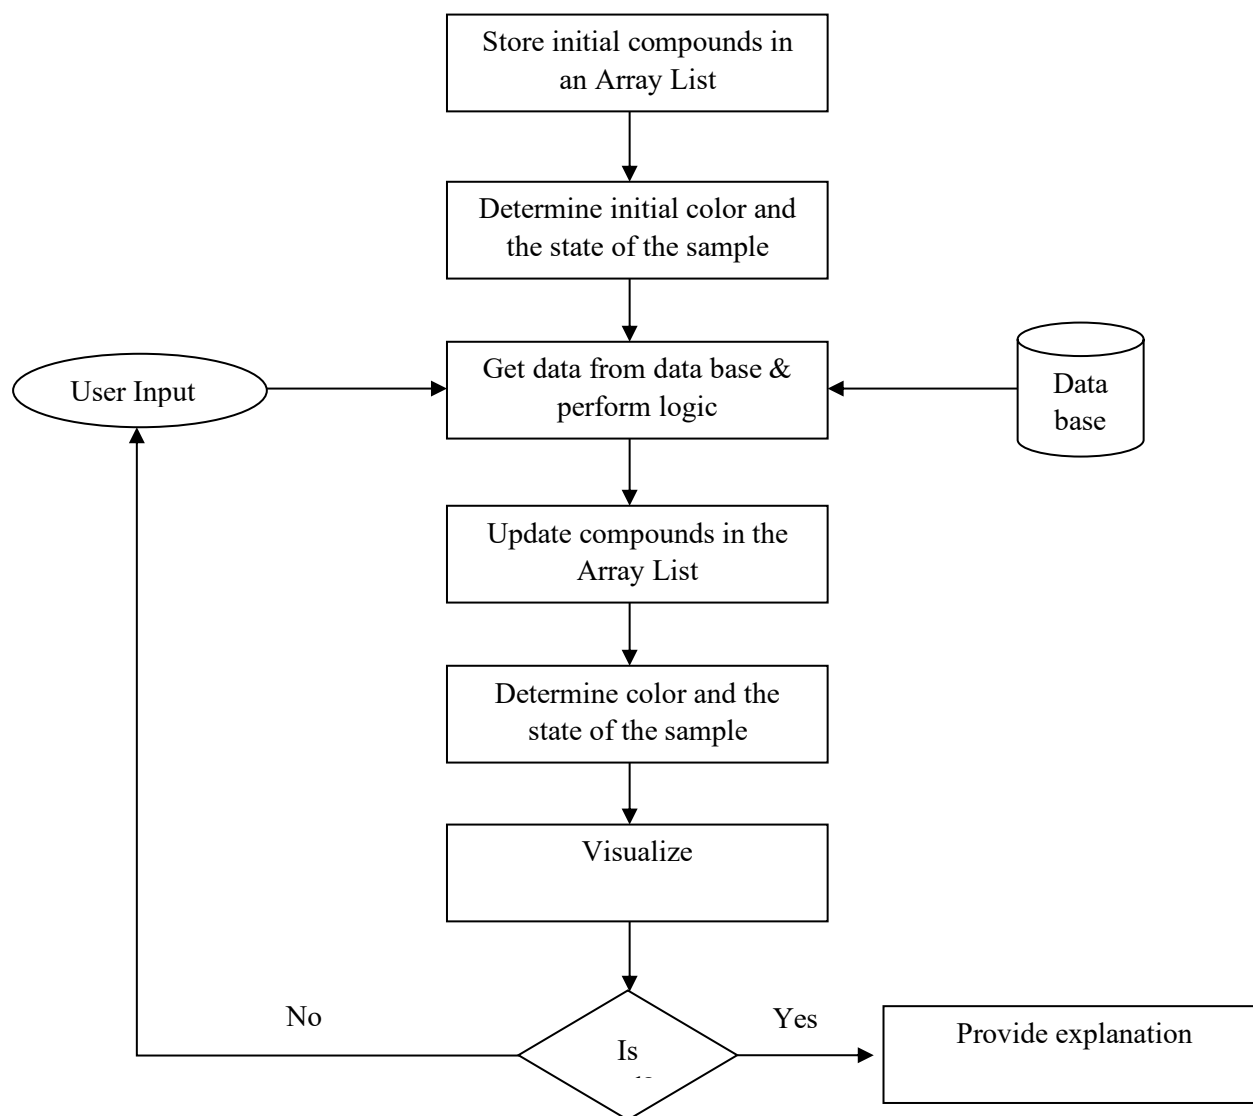 Store initial compounds in
an Array List
Determine initial color and
the state of the sample
User Input
Get data from data base &
perform logic
Data
base
Update compounds in the
Array List
Determine color and the
state of the sample
Visualize
No
Is
Yes
Provide explanation